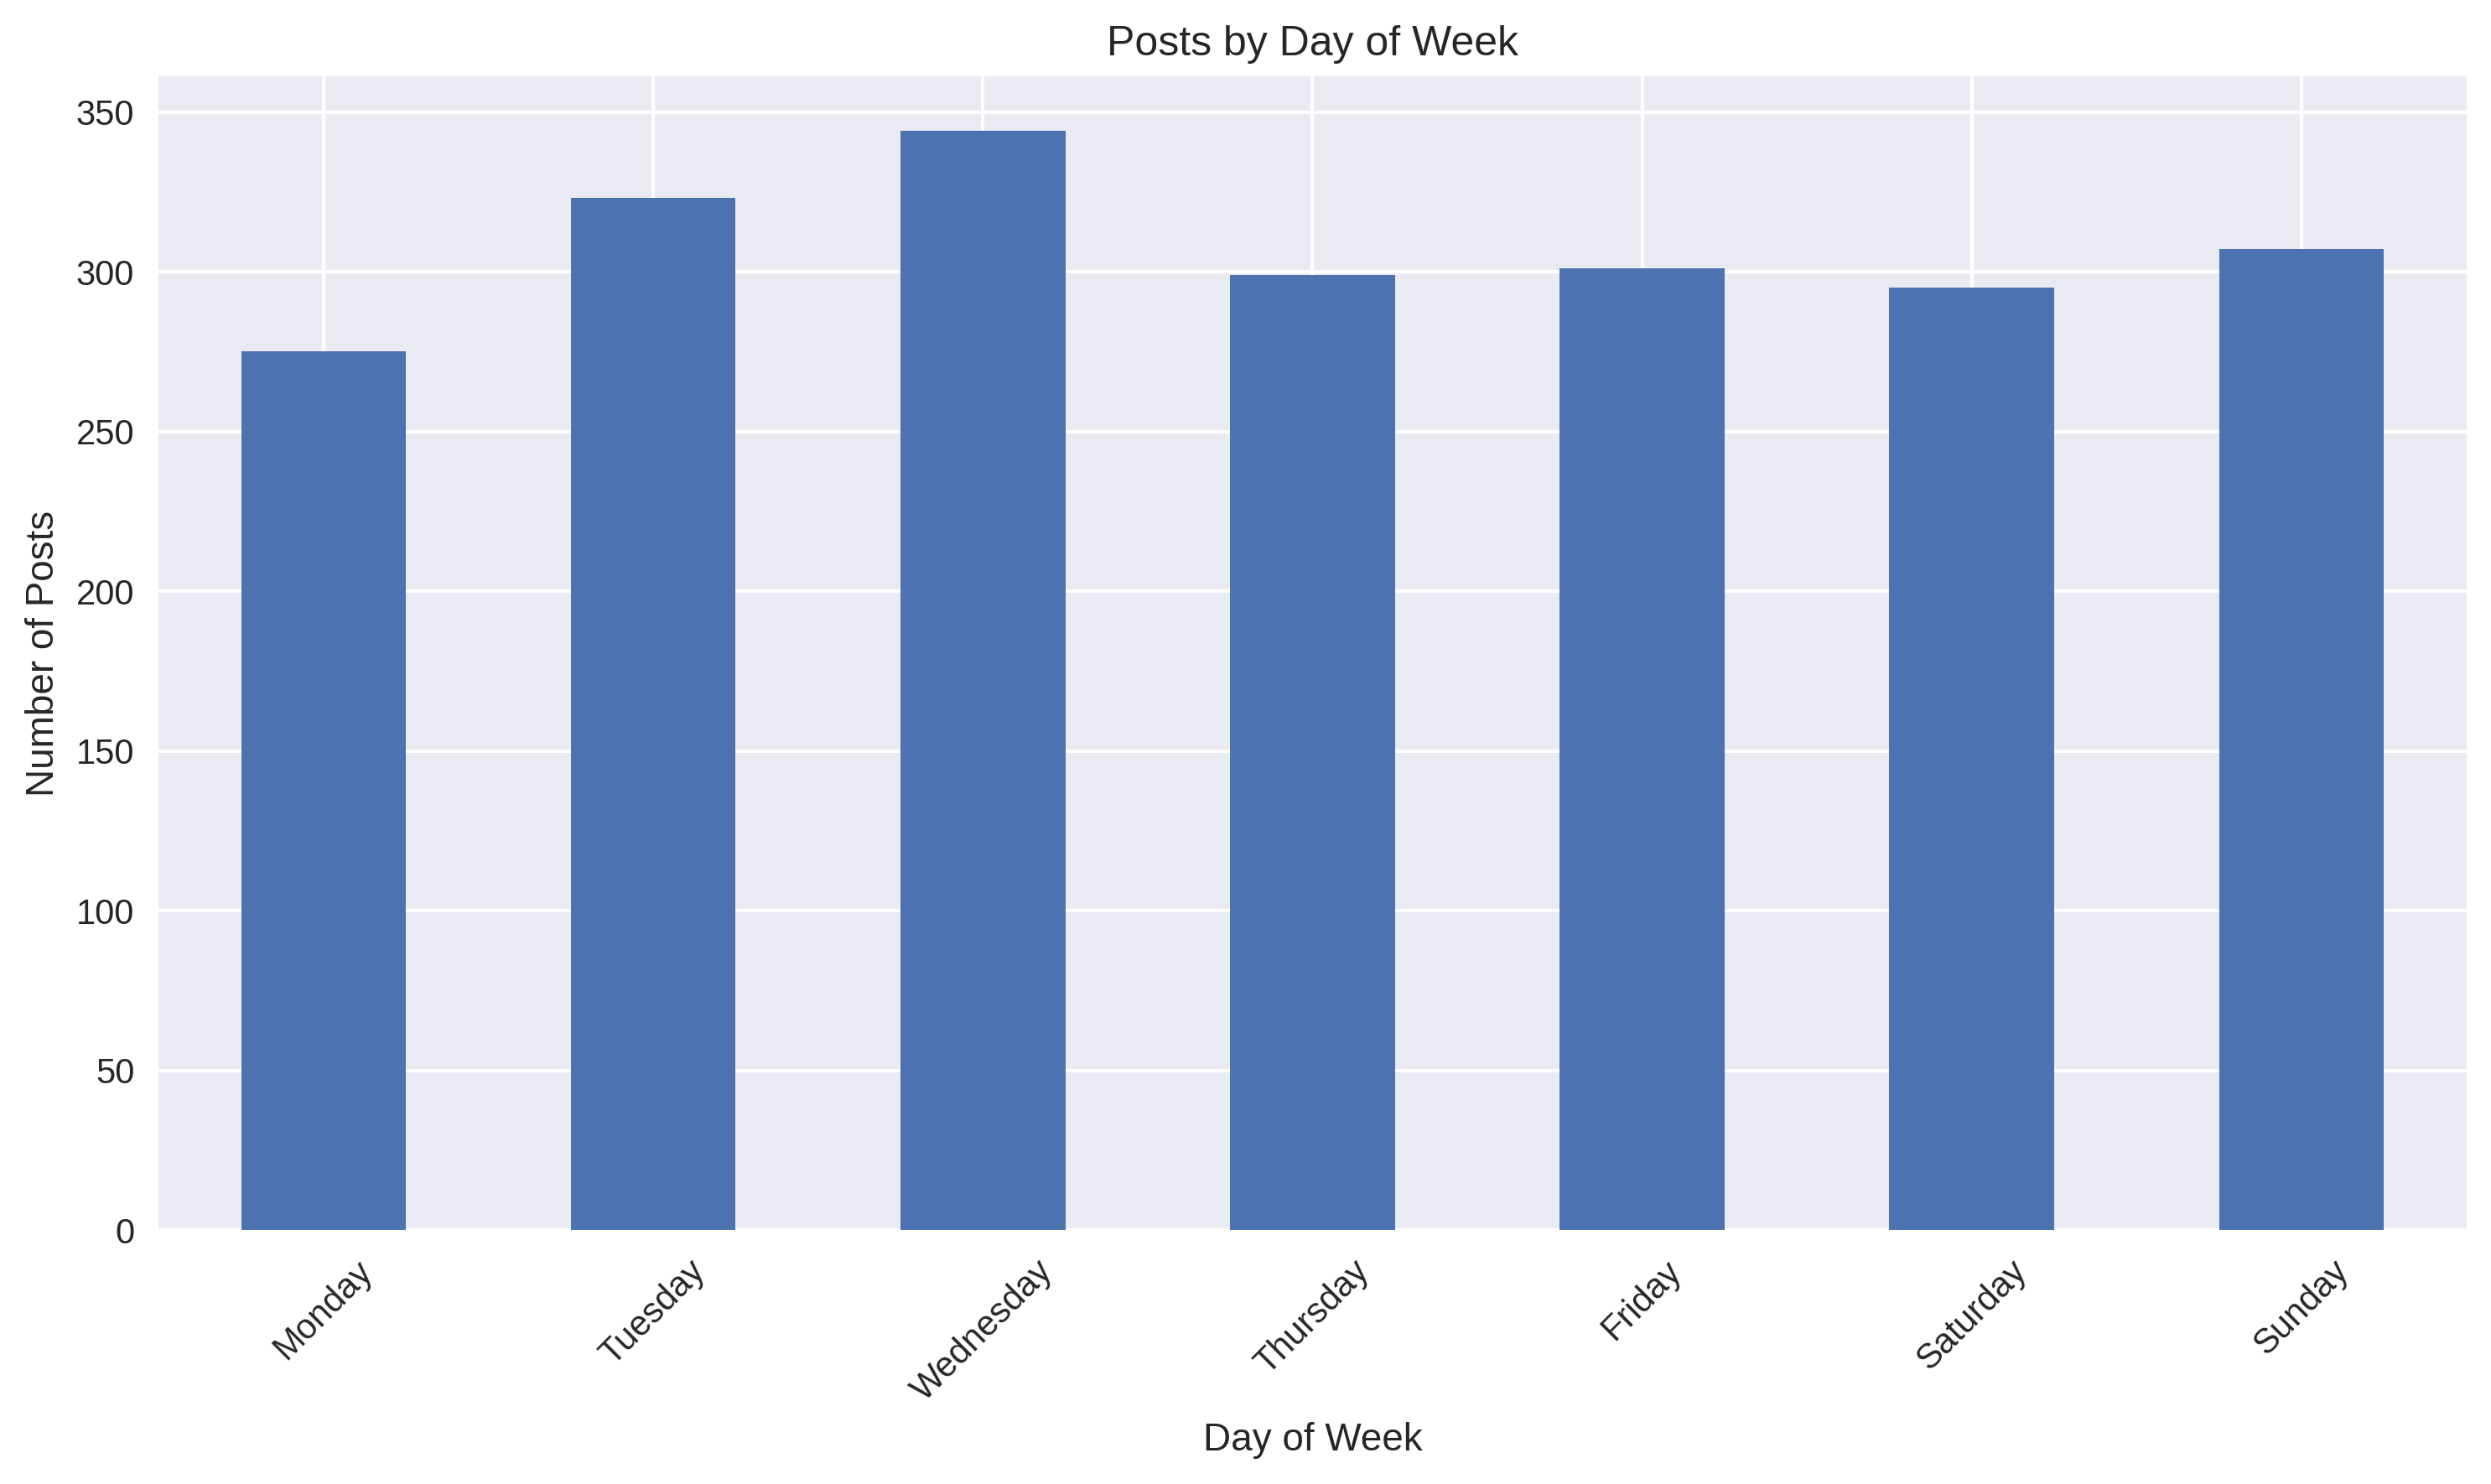 Posts by Day of Week
Number of Posts
350
300
250
200
150
100
50
0
Monday
Tuesday
Wednesday
Thursday
Friday
Saturday
Sunday
Day of Week